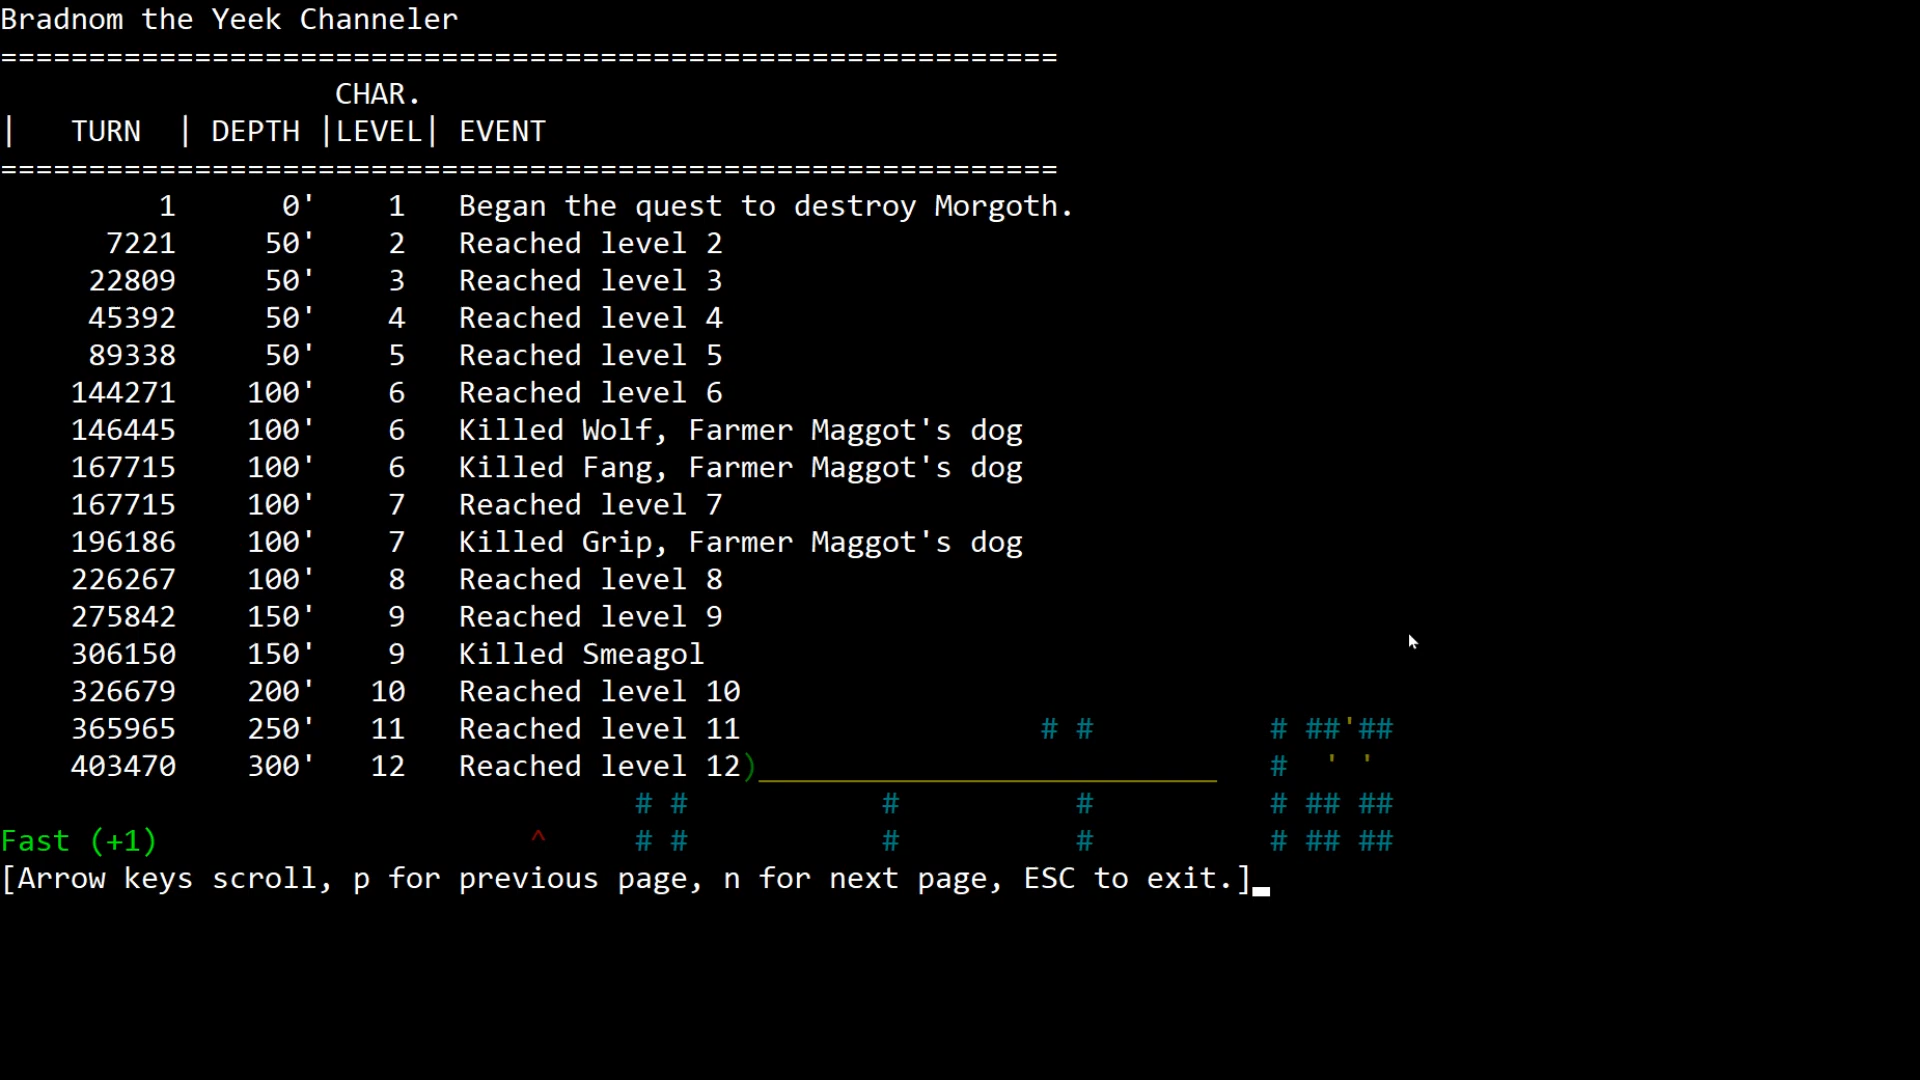 Bradnom the Yeek Channeler
============================================================
CHAR.
|   TURN  | DEPTH |LEVEL| EVENT
============================================================
1      0'    1   Began the quest to destroy Morgoth.
7221     50'    2   Reached level 2
22809     50'    3   Reached level 3
45392     50'    4   Reached level 4
89338     50'    5   Reached level 5
144271    100'    6   Reached level 6
146445    100'    6   Killed Wolf, Farmer Maggot's dog
167715    100'    6   Killed Fang, Farmer Maggot's dog
167715    100'    7   Reached level 7
196186    100'    7   Killed Grip, Farmer Maggot's dog
226267    100'    8   Reached level 8
275842    150'    9   Reached level 9
306150    150'    9   Killed Smeagol
326679    200'   10   Reached level 10
365965    250'   11   Reached level 11                 # #          # ##'##
403470    300'   12   Reached level 12)__________________________   #  ' '
# #           #          #          # ## ##
Fast (+1)                     ^     # #           #          #          # ## ##
[Arrow keys scroll, p for previous page, n for next page, ESC to exit.]